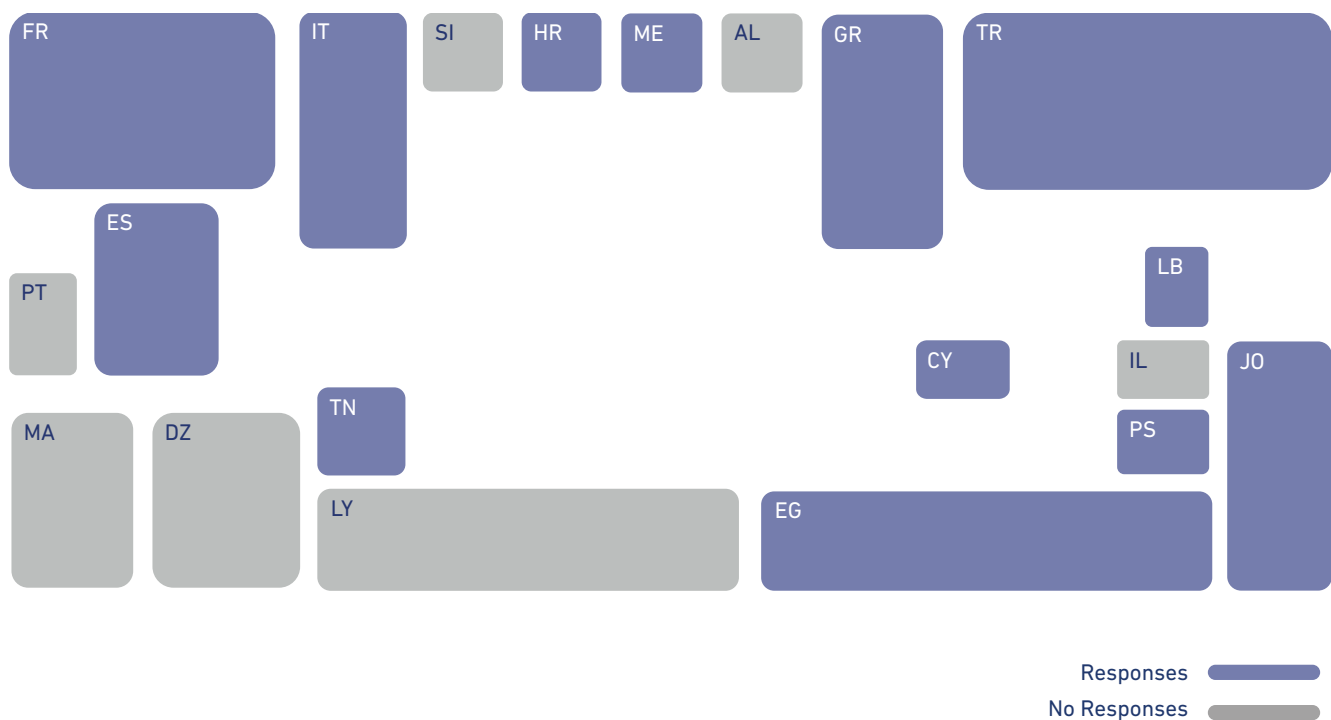 FR
IT
SI
HR
ME
AL
GR
TR
ES
PT
LB
CY
IL
JO
TN
MA
DZ
PS
LY
EG
Responses
No Responses